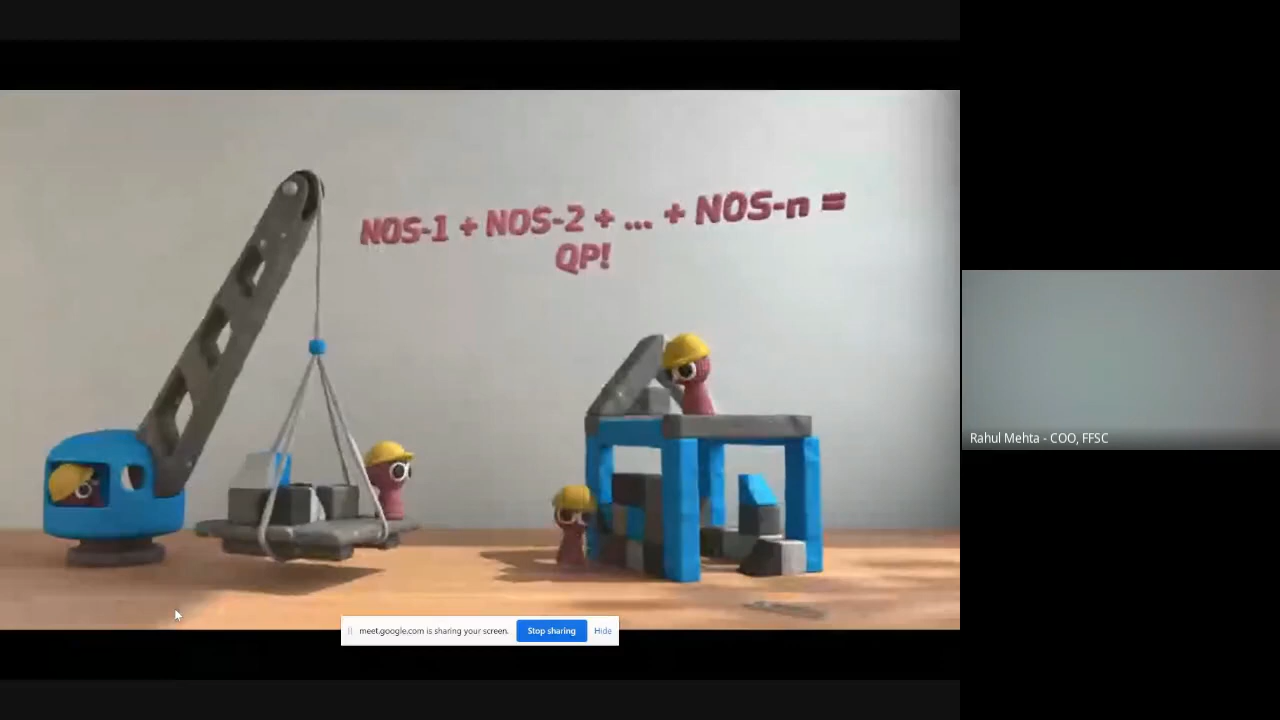 NOS-1 + NOS-2 + ... + NOS-n =
QP!
Rahul Mehta - COO, FFSC
meet.google.com is sharing your screen.
Stop sharing
Hide